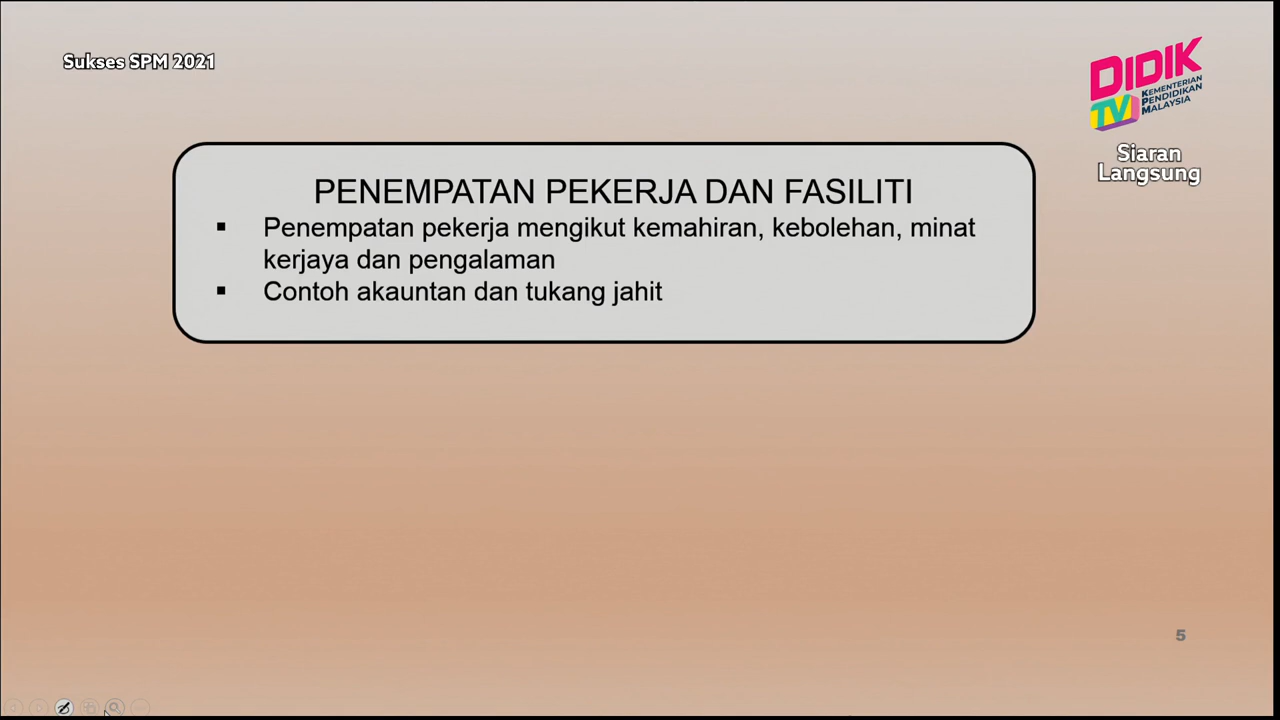 Sukses SPM 2021
DIDIK
TV
KEMENTERIAN
PENDIDIKAN
MALAYSIA
Siaran
Langsung
PENEMPATAN PEKERJA DAN FASILITI
▪ Penempatan pekerja mengikut kemahiran, kebolehan, minat
kerjaya dan pengalaman
▪ Contoh akauntan dan tukang jahit
5